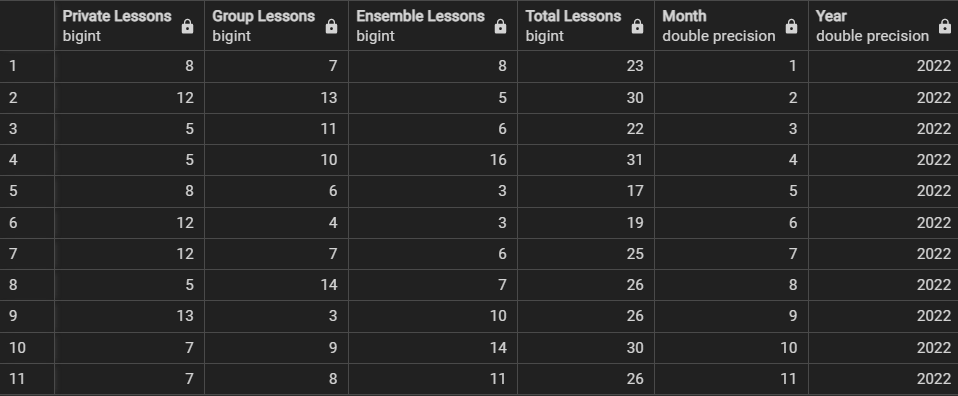 Private Lessons Group Lessons Ensemble Lessons Total Lessons Month Year
bigint bigint bigint bigint double precision double precision
1 8 7 8 23 1 2022
2 12 13 5 30 2 2022
3 5 11 6 22 3 2022
4 5 10 16 31 4 2022
5 8 6 3 17 5 2022
6 12 4 3 19 6 2022
7 12 7 6 25 7 2022
8 5 14 7 26 8 2022
9 13 3 10 26 9 2022
10 7 9 14 30 10 2022
11 7 8 11 26 11 2022